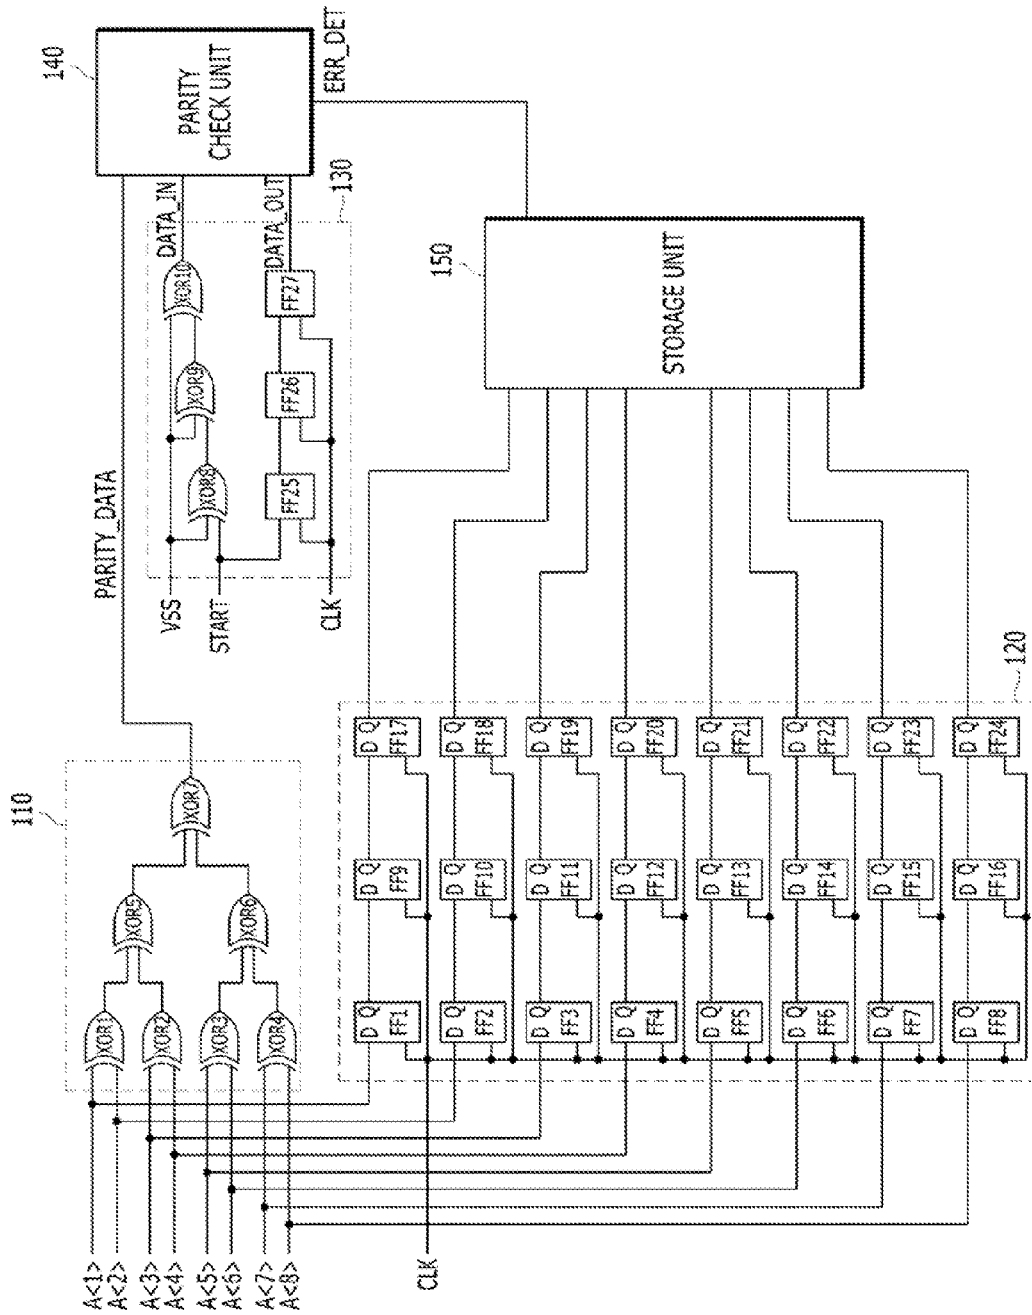 110
A<1>
A<2>
A<3>
A<4>
A<5>
A<6>
A<7>
A<8>
XOR1
XOR2
XOR3
XOR4
XOR5
XOR6
XOR7
PARITY_DATA
VSS
START
CLK
XOR8
XOR9
XOR10
DATA_IN
FF25
FF26
FF27
DATA_OUT
130
140
PARITY
CHECK UNIT
ERR_DET
CLK
D Q
FF1
D Q
FF9
D Q
FF17
D Q
FF2
D Q
FF10
D Q
FF18
D Q
FF3
D Q
FF11
D Q
FF19
D Q
FF4
D Q
FF12
D Q
FF20
D Q
FF5
D Q
FF13
D Q
FF21
D Q
FF6
D Q
FF14
D Q
FF22
D Q
FF7
D Q
FF15
D Q
FF23
D Q
FF8
D Q
FF16
D Q
FF24
120
150
STORAGE UNIT